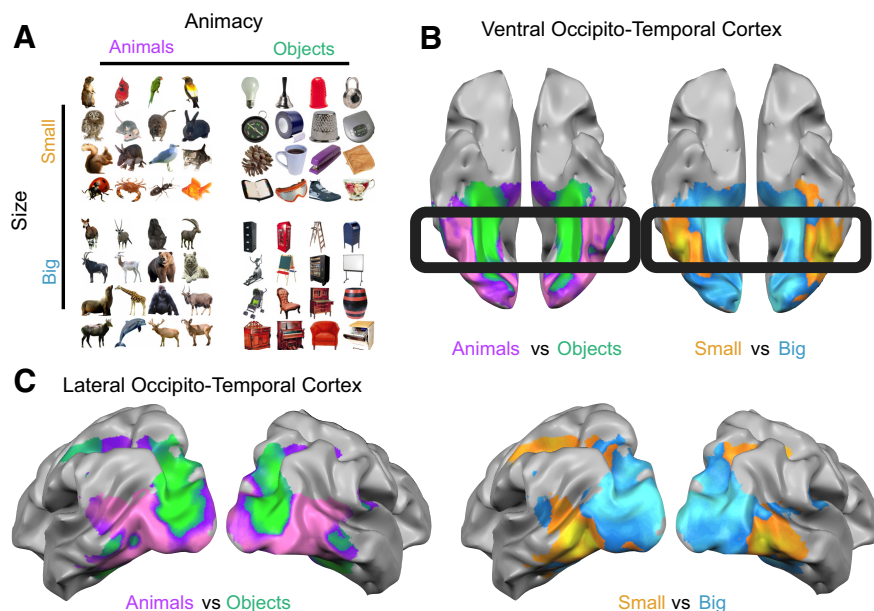 A
Animacy
Animals
Objects
Size
Small
Big
B
Ventral Occipito-Temporal Cortex
Animals vs Objects
Small vs Big
C
Lateral Occipito-Temporal Cortex
Animals vs Objects
Small vs Big